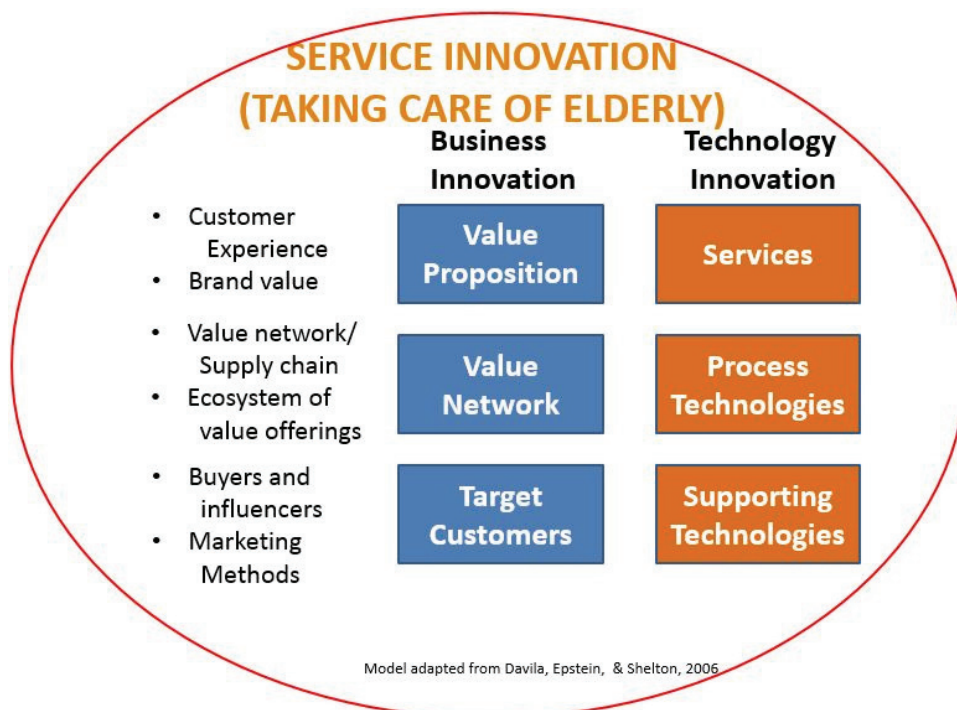 SERVICE INNOVATION
(TAKING CARE OF ELDERLY)
Business
Innovation
Technology
Innovation
• Customer
Experience
• Brand value
Value
Proposition
Services
• Value network/
Supply chain
• Ecosystem of
value offerings
Value
Network
Process
Technologies
• Buyers and
influencers
• Marketing
Methods
Target
Customers
Supporting
Technologies
Model adapted from Davila, Epstein, & Shelton, 2006